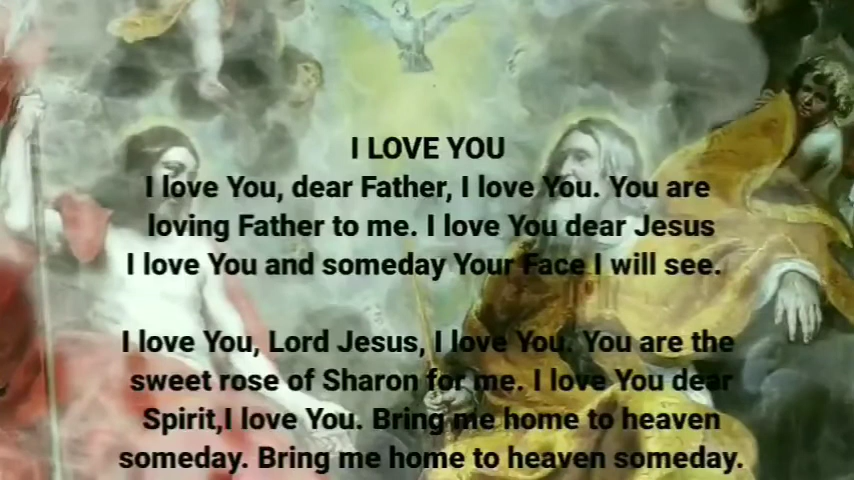 I LOVE YOU
I love You, dear Father, I love You. You are
loving Father to me. I love You dear Jesus
I love You and someday Your Face I will see.
I love You, Lord Jesus, I love You. You are the
sweet rose of Sharon for me. I love You dear
Spirit,I love You. Bring me home to heaven
someday. Bring me home to heaven someday.